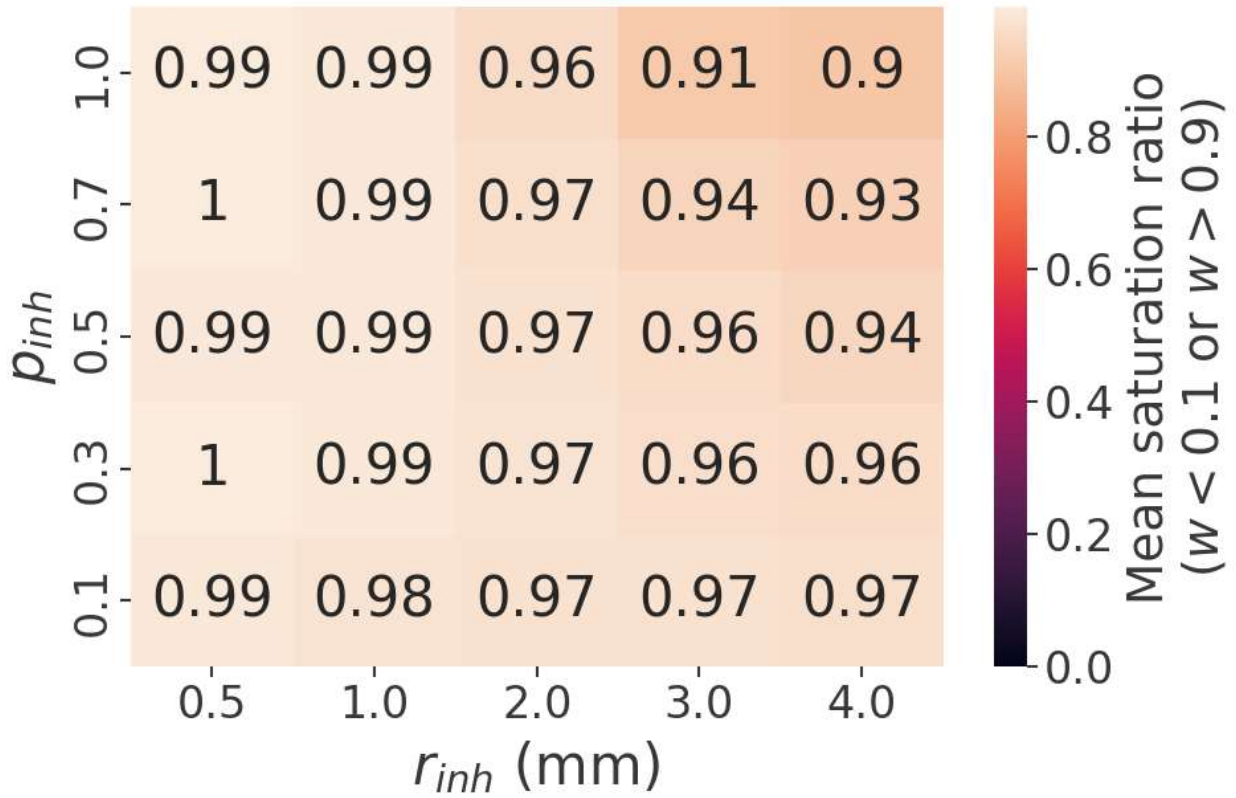 1.0 0.99 0.99 0.96 0.91 0.9
0.7 1 0.99 0.97 0.94 0.93
0.5 0.99 0.99 0.97 0.96 0.94
0.3 1 0.99 0.97 0.96 0.96
0.1 0.99 0.98 0.97 0.97 0.97
0.5 1.0 2.0 3.0 4.0
r_inh (mm)
p_inh
0.8
0.6
0.4
0.2
0.0
Mean saturation ratio
(w < 0.1 or w > 0.9)